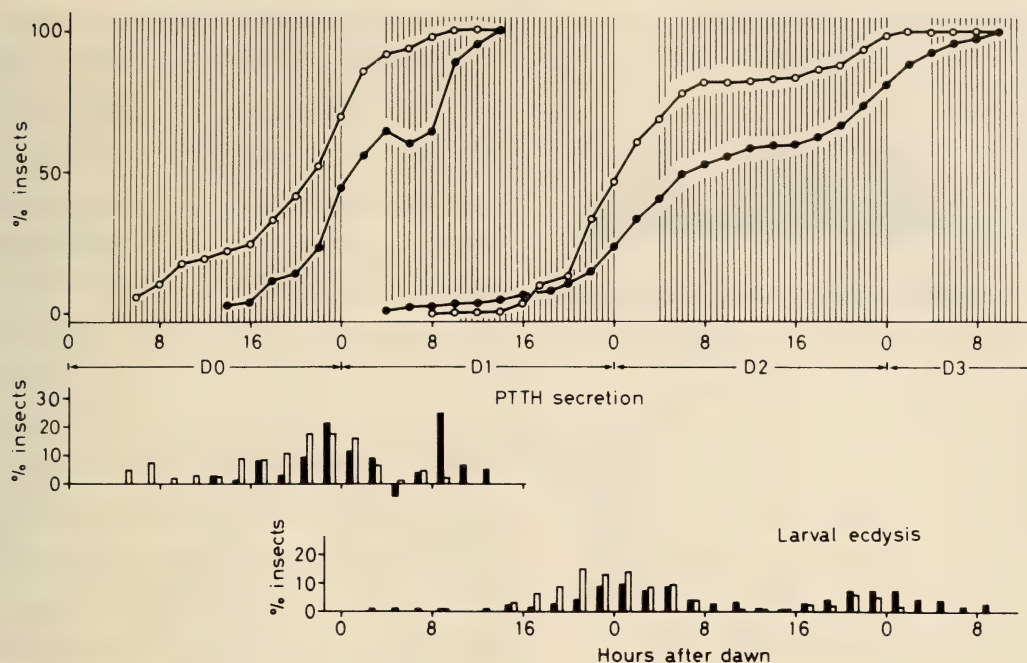 100
50
0
% insects
0 8 16 0 8 16 0 8 16 0 8
D0 D1 D2 D3
PTTH secretion
30
20
10
0
% insects
Larval ecdysis
20
10
0
% insects
0 8 16 0 8 16 0 8
Hours after dawn